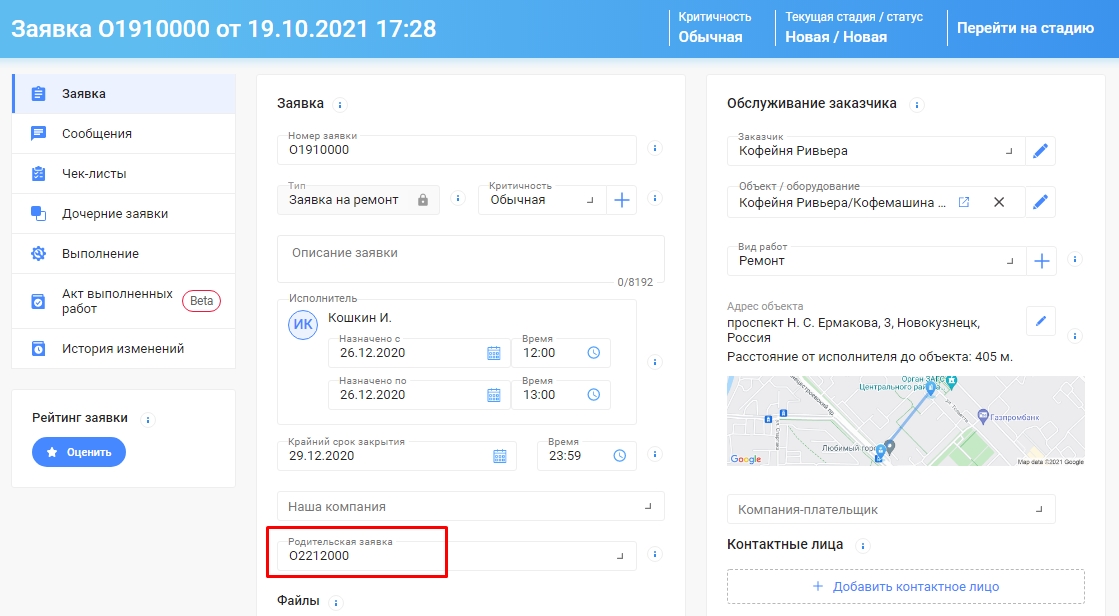 Заявка О1910000 от 19.10.2021 17:28
Критичность
Обычная
Текущая стадия / статус
Новая / Новая
Перейти на стадию
Заявка
Сообщения
Чек-листы
Дочерние заявки
Выполнение
Акт выполненных
работ
Beta
История изменений
Рейтинг заявки
Оценить
Заявка
Номер заявки
О1910000
Тип
Заявка на ремонт
Критичность
Обычная
Описание заявки
0/8192
Исполнитель
ИК
Кошкин И.
Назначено с
26.12.2020
Время
12:00
Назначено по
26.12.2020
Время
13:00
Крайний срок закрытия
29.12.2020
Время
23:59
Наша компания
Родительская заявка
О2212000
Файлы
Обслуживание заказчика
Заказчик
Кофейня Ривьера
Объект / оборудование
Кофейня Ривьера/Кофемашина ...
Вид работ
Ремонт
Адрес объекта
проспект Н. С. Ермакова, 3, Новокузнецк,
Россия
Расстояние от исполнителя до объекта: 405 м.
Орган ЗАГС
Центрального рай
Газпромбанк
Любимый гор
Google
Map data ©2021 Google
Компания-плательщик
Контактные лица
Добавить контактное лицо